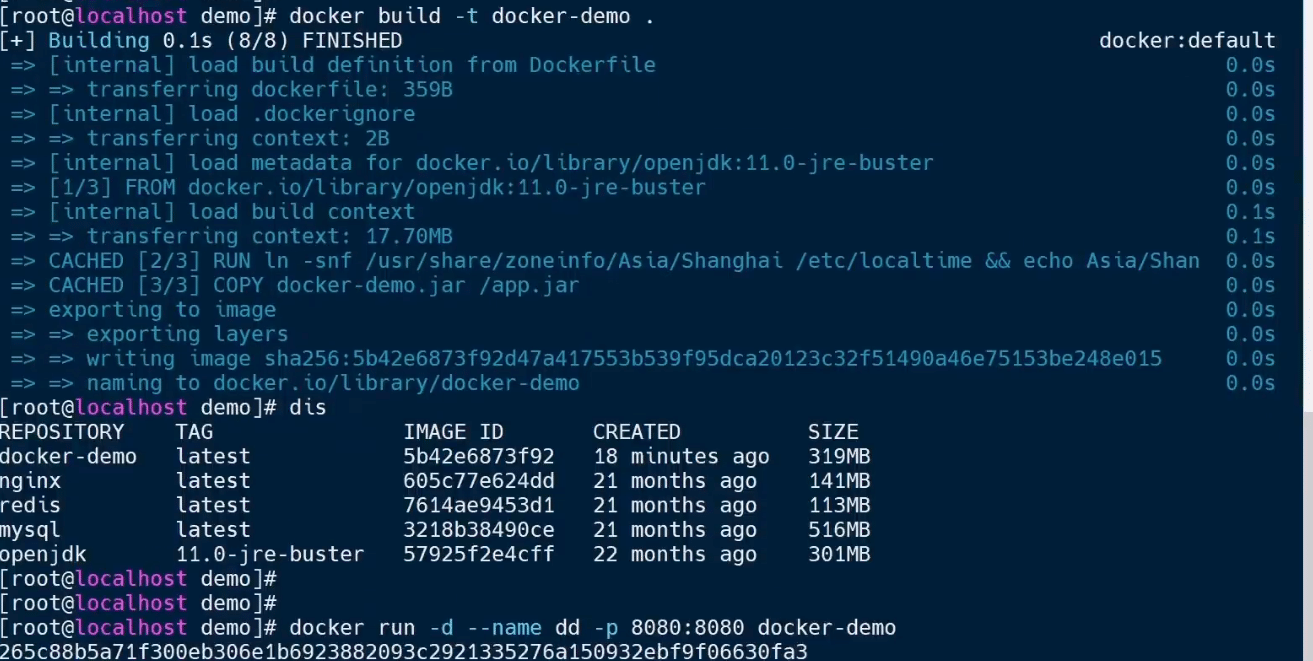 [root@localhost demo]# docker build -t docker-demo .
[+] Building 0.1s (8/8) FINISHED docker:default
=> [internal] load build definition from Dockerfile 0.0s
=> => transferring dockerfile: 359B 0.0s
=> [internal] load .dockerignore 0.0s
=> => transferring context: 2B 0.0s
=> [internal] load metadata for docker.io/library/openjdk:11.0-jre-buster 0.0s
=> [1/3] FROM docker.io/library/openjdk:11.0-jre-buster 0.0s
=> [internal] load build context 0.1s
=> => transferring context: 17.70MB 0.1s
=> CACHED [2/3] RUN ln -snf /usr/share/zoneinfo/Asia/Shanghai /etc/localtime && echo Asia/Shan 0.0s
=> CACHED [3/3] COPY docker-demo.jar /app.jar 0.0s
=> exporting to image 0.0s
=> => exporting layers 0.0s
=> => writing image sha256:5b42e6873f92d47a417553b539f95dca20123c32f51490a46e75153be248e015 0.0s
=> => naming to docker.io/library/docker-demo 0.0s
[root@localhost demo]# dis
REPOSITORY TAG IMAGE ID CREATED SIZE
docker-demo latest 5b42e6873f92 18 minutes ago 319MB
nginx latest 605c77e624dd 21 months ago 141MB
redis latest 7614ae9453d1 21 months ago 113MB
mysql latest 3218b38490ce 21 months ago 516MB
openjdk 11.0-jre-buster 57925f2e4cff 22 months ago 301MB
[root@localhost demo]#
[root@localhost demo]#
[root@localhost demo]# docker run -d --name dd -p 8080:8080 docker-demo
265c88b5a71f300eb306e1b6923882093c2921335276a150932ebf9f06630fa3